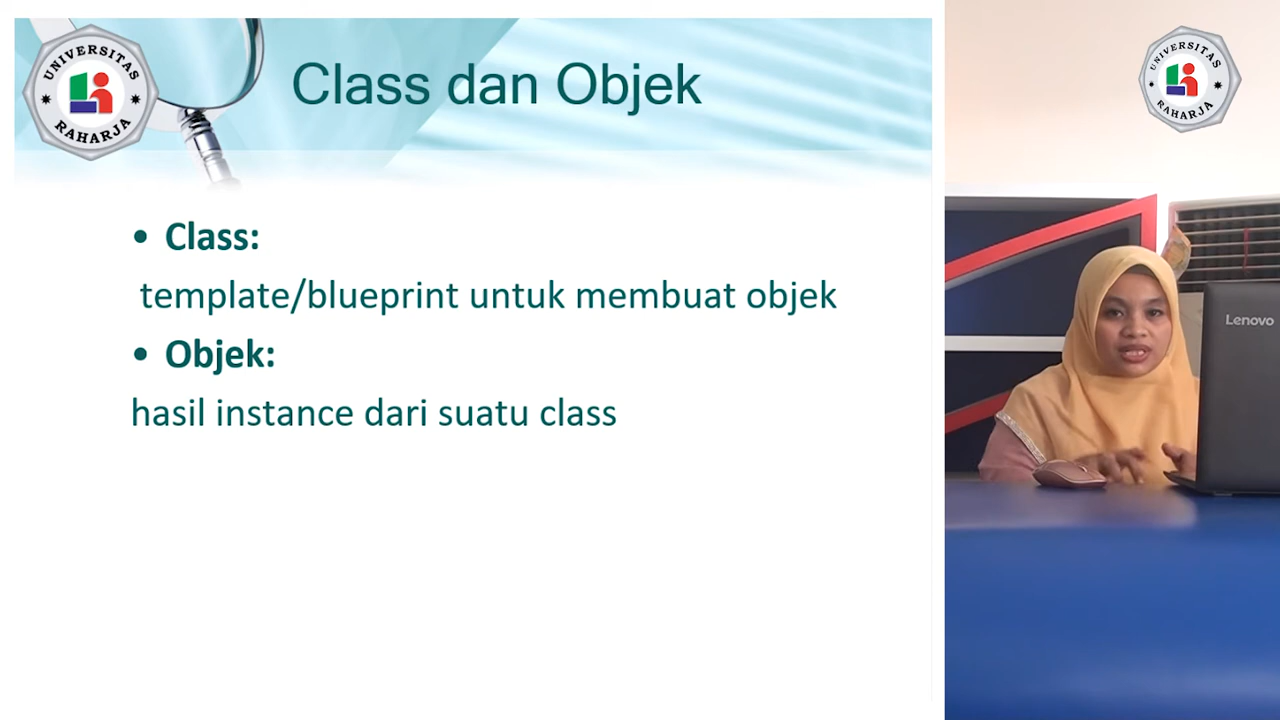 UNIVERSITAS
RAHARJA
Class dan Objek
• Class:
template/blueprint untuk membuat objek
• Objek:
hasil instance dari suatu class
UNIVERSITAS
RAHARJA
Lenovo